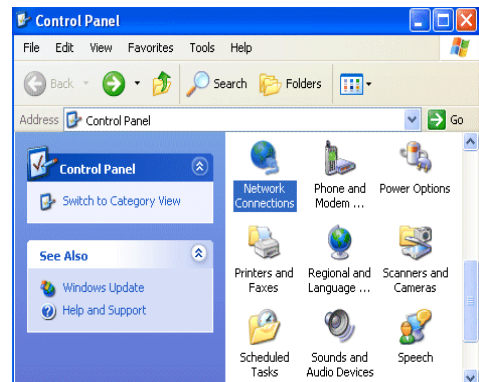 Control Panel
File Edit View Favorites Tools Help
Back Search Folders
Address Control Panel Go
Control Panel
Switch to Category View
See Also
Windows Update
Help and Support
Network
Connections
Phone and
Modem ...
Power Options
Printers and
Faxes
Regional and
Language ...
Scanners and
Cameras
Scheduled
Tasks
Sounds and
Audio Devices
Speech